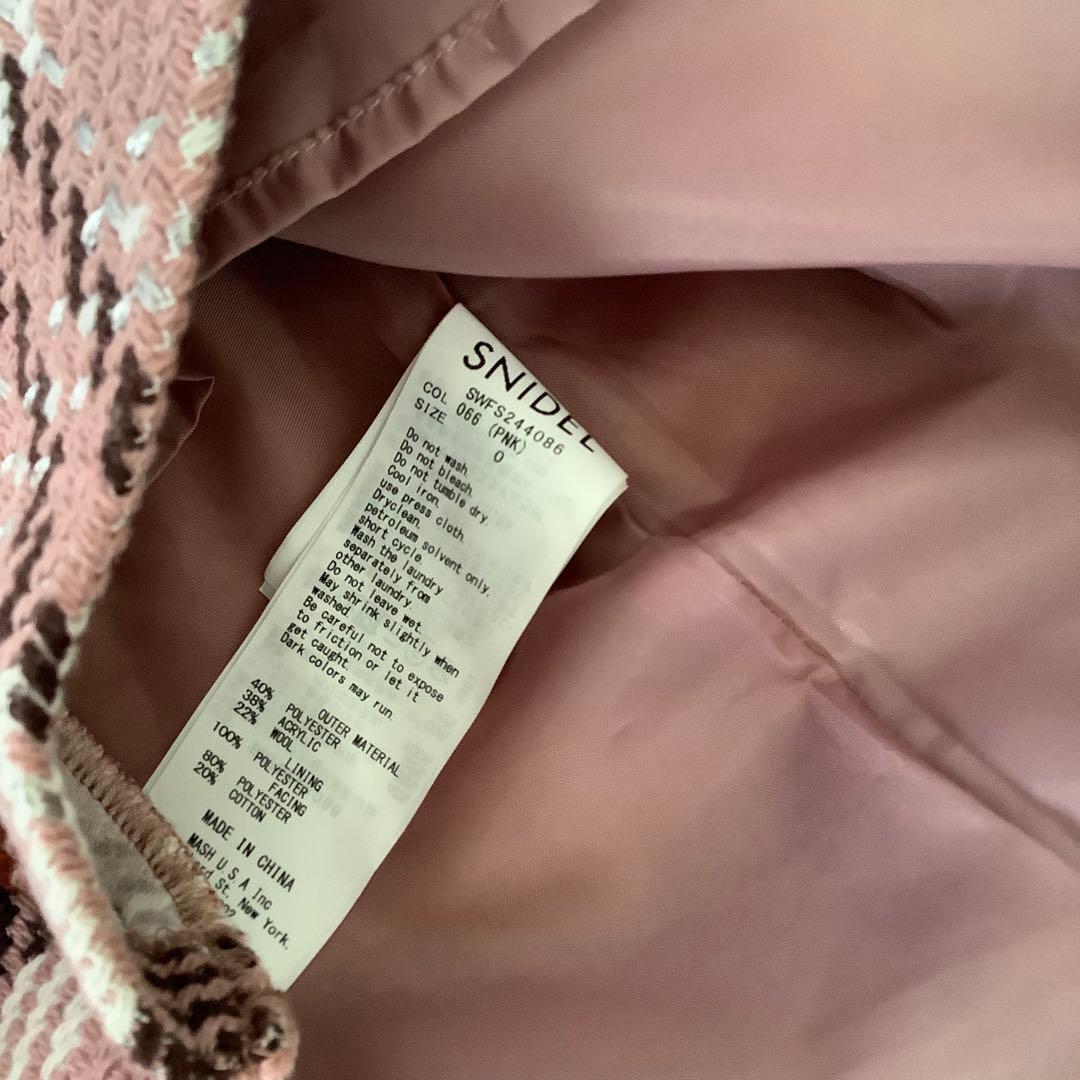 SNIDEL
SWFS244086
COL 066 (PNK)
SIZE 0
Do not wash.
Do not bleach.
Do not tumble dry.
Cool iron.
use press cloth.
Dryclean.
petroleum solvent only.
short cycle.
Wash the laundry
separately from
other laundry.
Do not leave wet.
May shrink slightly when
washed.
Be careful not to expose
to friction or let it
get caught.
Dark colors may run.
OUTER MATERIAL
40% POLYESTER
38% ACRYLIC
22% WOOL
LINING
100% POLYESTER
FACING
80% POLYESTER
20% COTTON
MADE IN CHINA
MASH U S A Inc
St. New York,